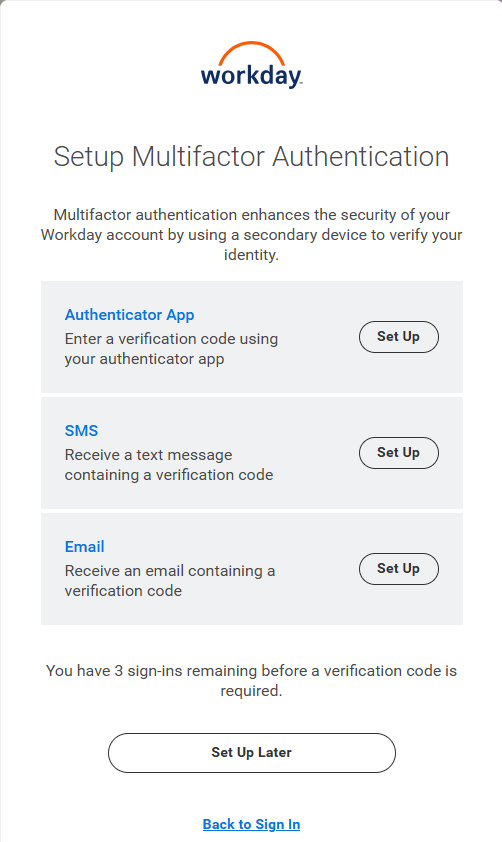 workday
Setup Multifactor Authentication
Multifactor authentication enhances the security of your
Workday account by using a secondary device to verify your
identity.
Authenticator App
Enter a verification code using
your authenticator app
Set Up
SMS
Receive a text message
containing a verification code
Set Up
Email
Receive an email containing a
verification code
Set Up
You have 3 sign-ins remaining before a verification code is
required.
Set Up Later
Back to Sign In